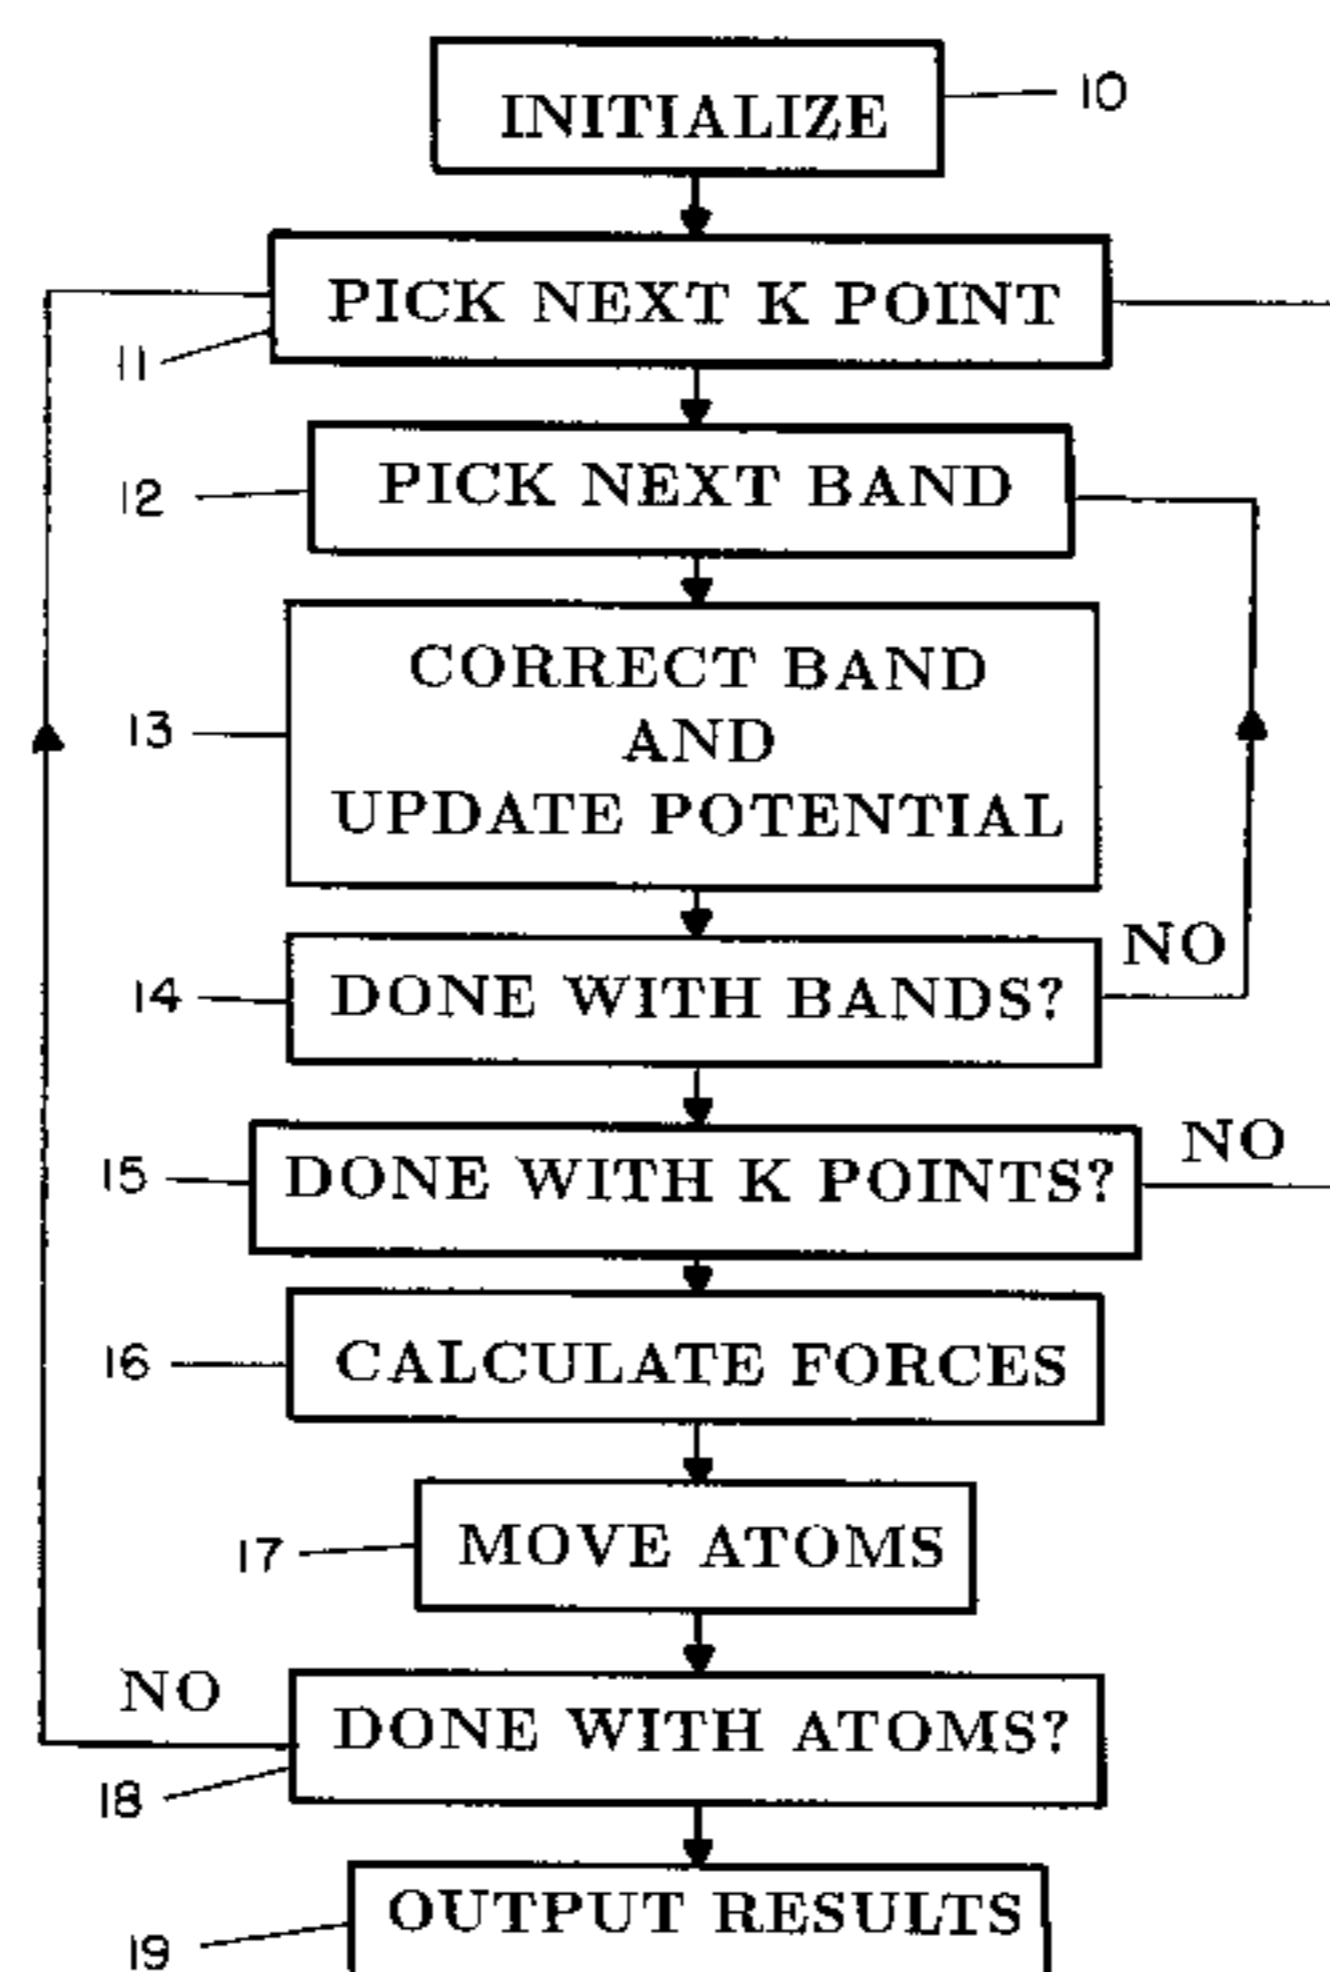 INITIALIZE
10
PICK NEXT K POINT
11
PICK NEXT BAND
12
CORRECT BAND
AND
UPDATE POTENTIAL
13
DONE WITH BANDS?
NO
14
DONE WITH K POINTS?
NO
15
CALCULATE FORCES
16
MOVE ATOMS
17
NO
DONE WITH ATOMS?
18
OUTPUT RESULTS
19